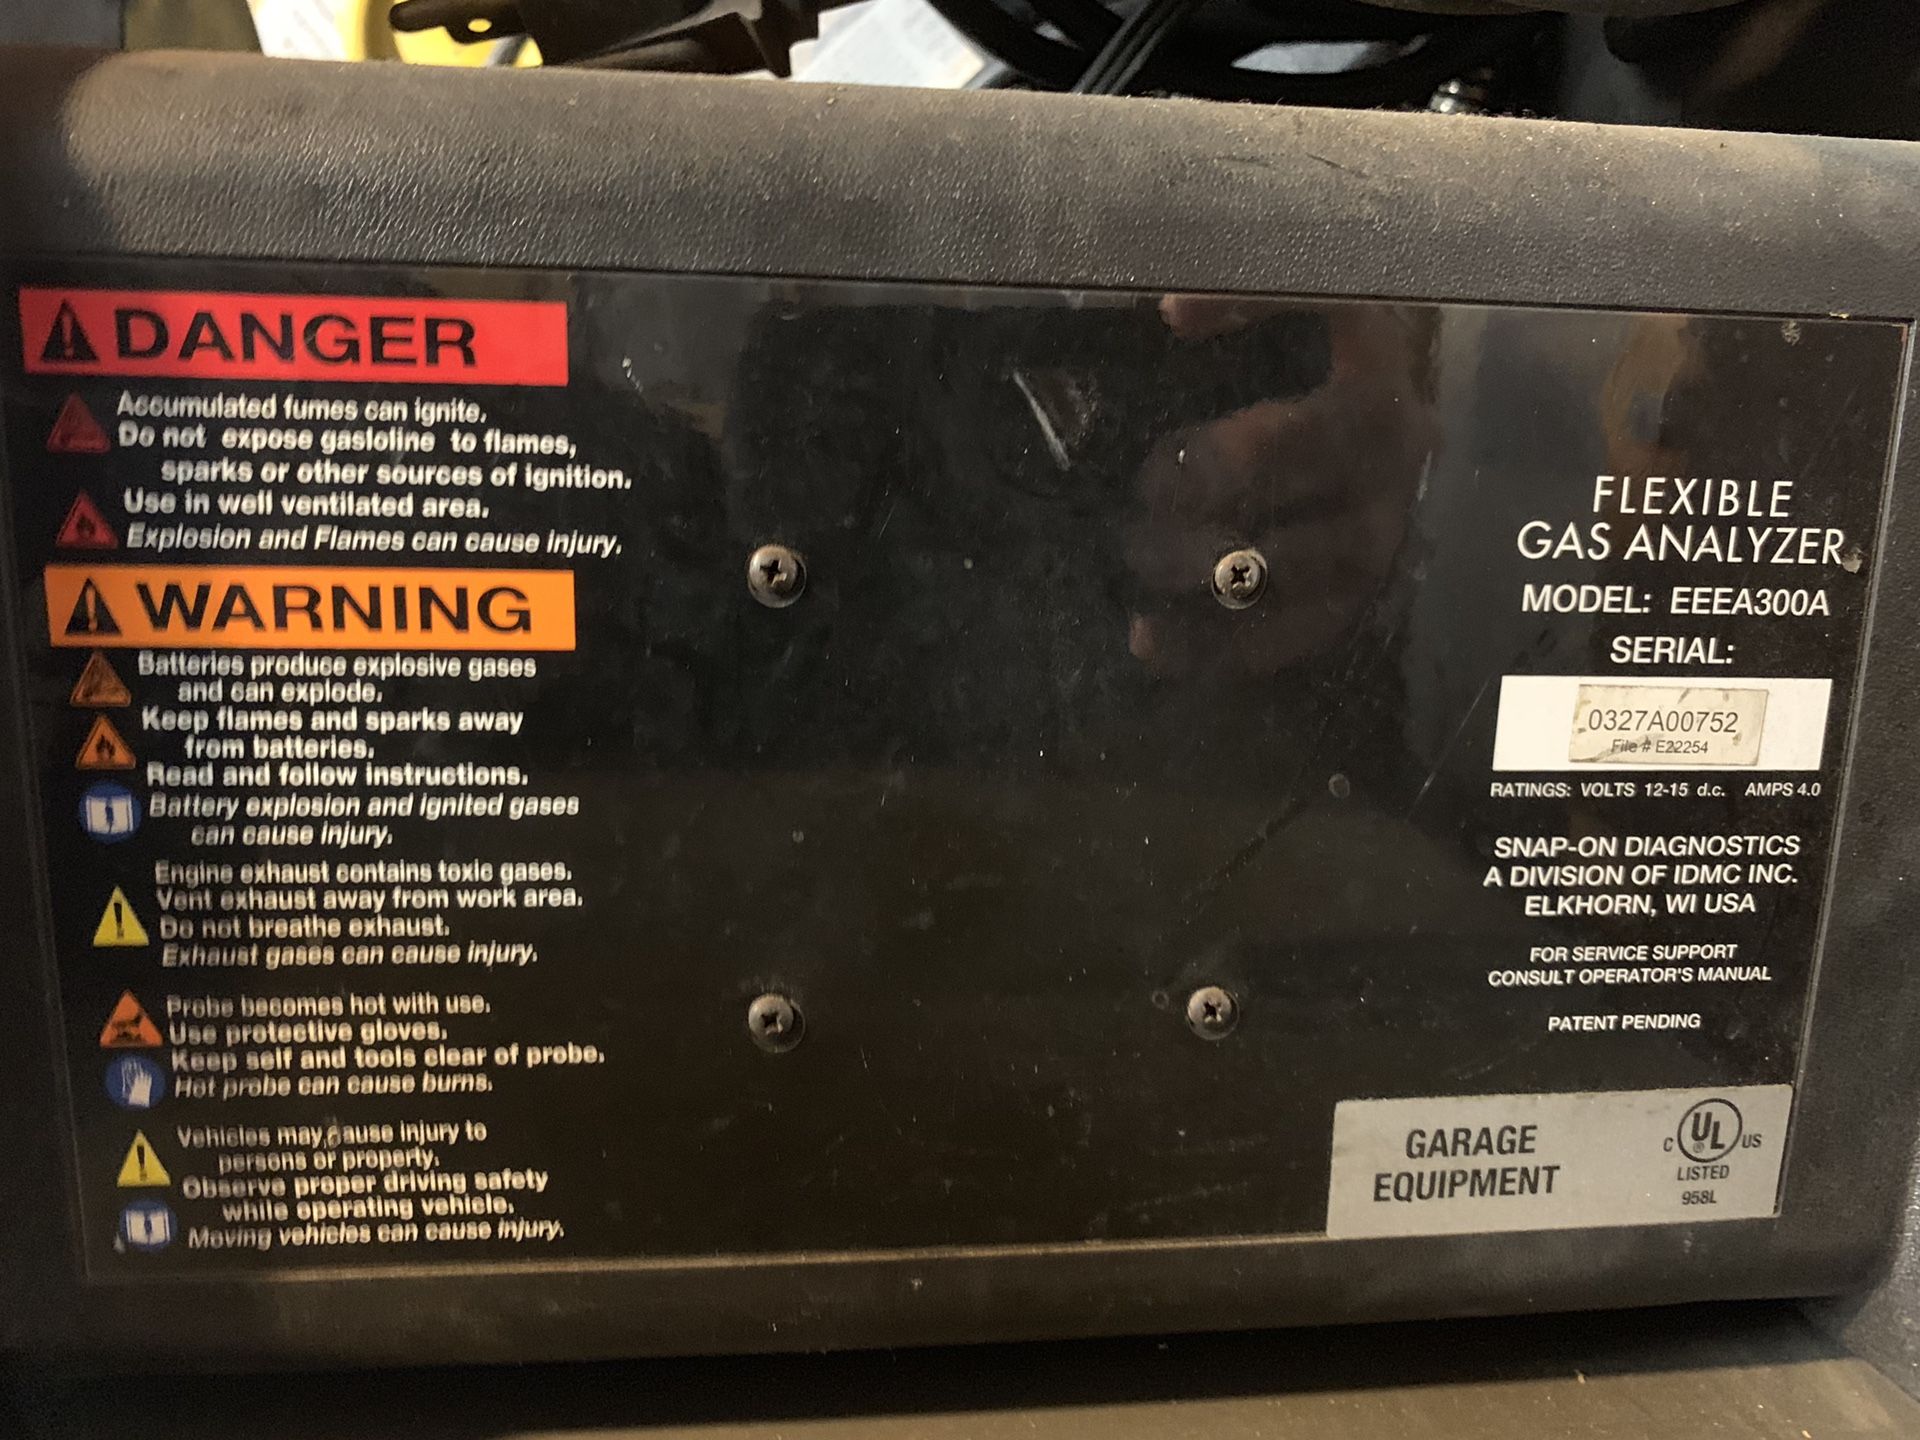 DANGER
Accumulated fumes can ignite.
Do not expose gasloline to flames,
sparks or other sources of ignition.
Use in well ventilated area.
Explosion and Flames can cause injury.
WARNING
Batteries produce explosive gases
and can explode.
Keep flames and sparks away
from batteries.
Read and follow instructions.
Battery explosion and ignited gases
can cause injury.
Engine exhaust contains toxic gases.
Vent exhaust away from work area.
Do not breathe exhaust.
Exhaust gases can cause injury.
Probe becomes hot with use.
Use protective gloves.
Keep self and tools clear of probe.
Hot probe can cause burns.
Vehicles may cause injury to
persons or property.
Observe proper driving safety
while operating vehicle.
Moving vehicles can cause injury.
FLEXIBLE
GAS ANALYZER
MODEL: EEEA300A
SERIAL:
0327A00752
File # E22254
RATINGS: VOLTS 12-15 d.c. AMPS 4.0
SNAP-ON DIAGNOSTICS
A DIVISION OF IDMC INC.
ELKHORN, WI USA
FOR SERVICE SUPPORT
CONSULT OPERATOR'S MANUAL
PATENT PENDING
GARAGE
EQUIPMENT
C UL ® US
LISTED
958L